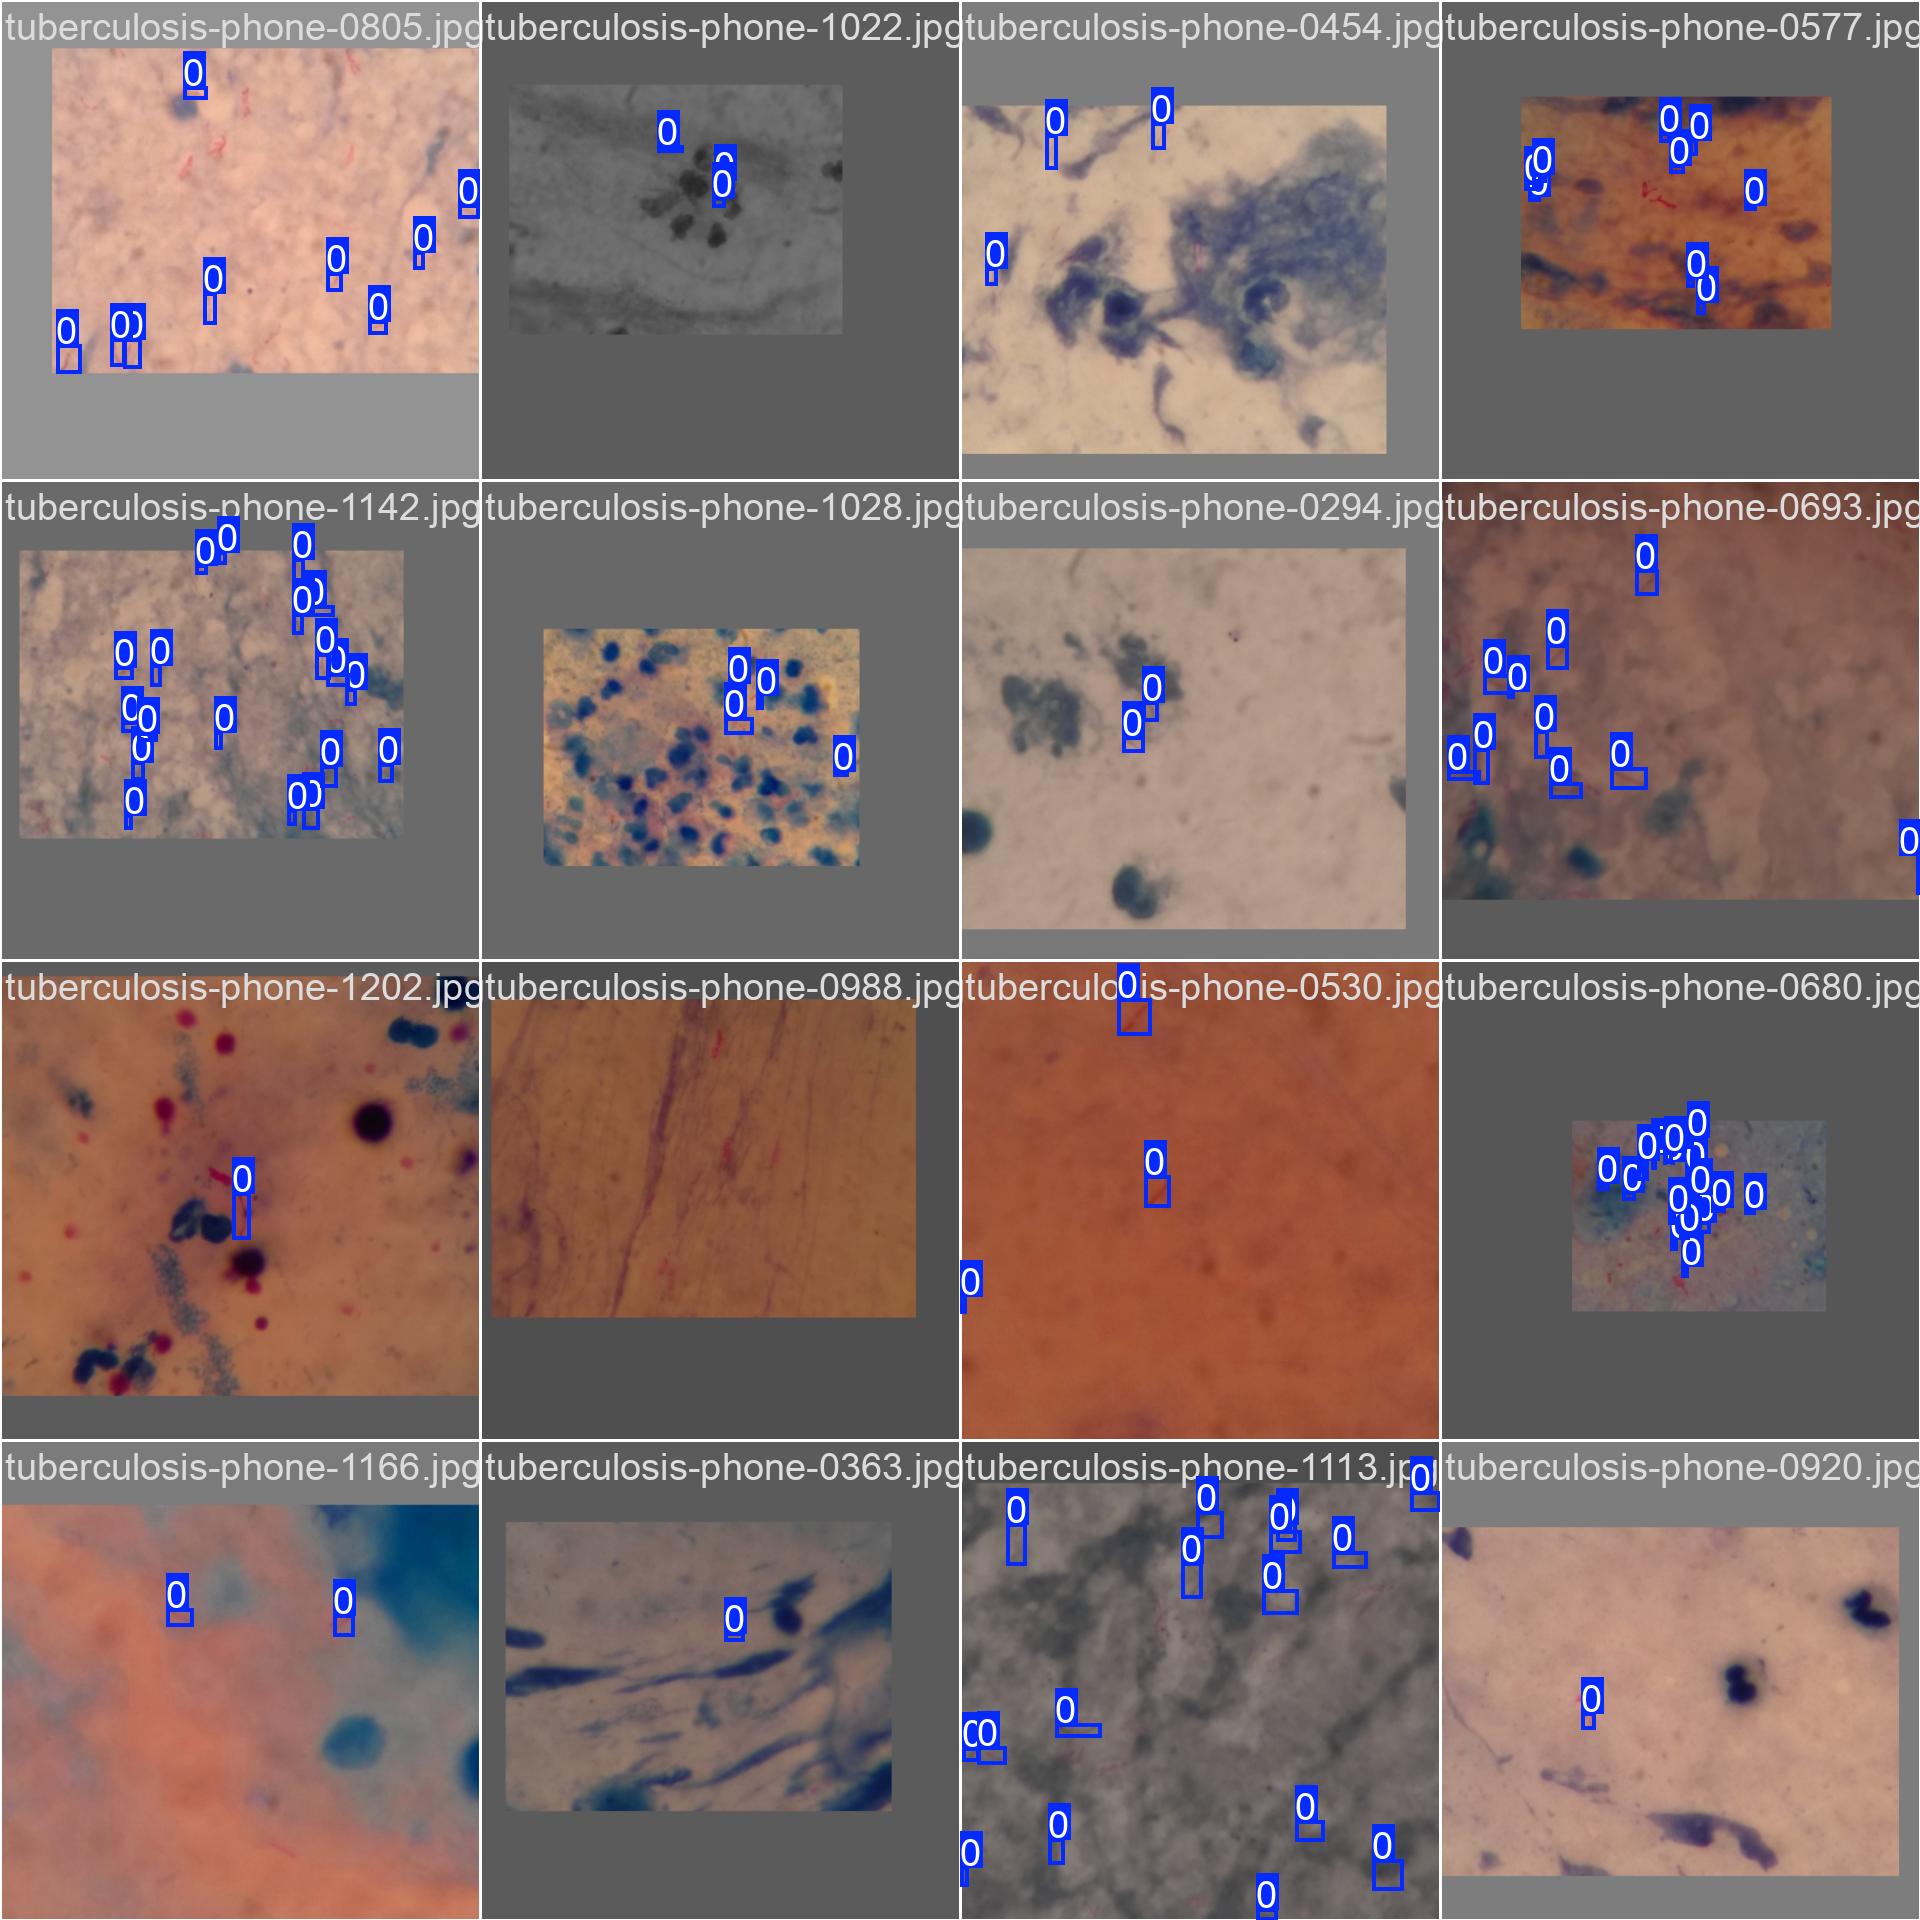 tuberculosis-phone-0805.jpg
tuberculosis-phone-1022.jpg
tuberculosis-phone-0454.jpg
tuberculosis-phone-0577.jpg
0 0 0 0 0 0 0 0 0
0 0 0
0 0 0
0 0 0 0 0 0 0 0 0
tuberculosis-phone-1142.jpg
tuberculosis-phone-1028.jpg
tuberculosis-phone-0294.jpg
tuberculosis-phone-0693.jpg
0 0 0 0 0 0 0 0 0 0 0 0 0 0 0 0 0 0 0
0 0 0 0
0 0
0 0 0 0 0 0 0 0 0 0
tuberculosis-phone-1202.jpg
tuberculosis-phone-0988.jpg
tuberculosis-phone-0530.jpg
tuberculosis-phone-0680.jpg
0
0 0 0
0 0 0 0 0 0 0 0 0 0 0 0
tuberculosis-phone-1166.jpg
tuberculosis-phone-0363.jpg
tuberculosis-phone-1113.jpg
tuberculosis-phone-0920.jpg
0 0
0
0 0 0 0 0 0 0 0 0 0 0 0 0 0 0 0
0